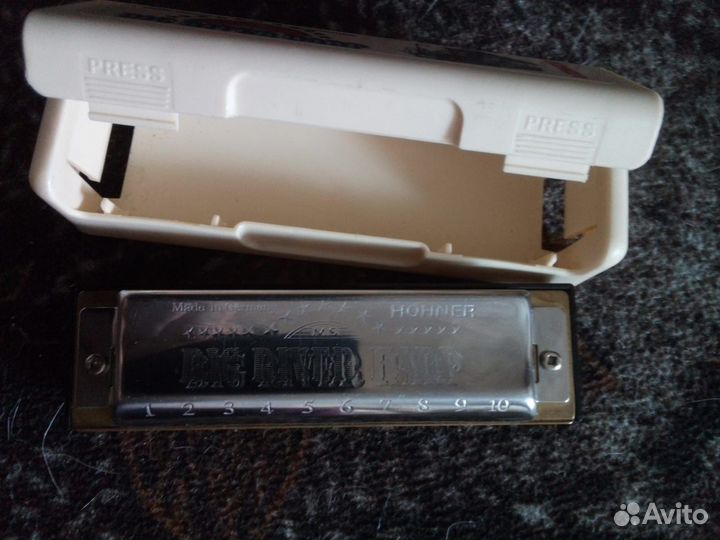 PRESS
PRESS
Made in Germany HOHNER
MS
BIG RIVER HARP
1 2 3 4 5 6 7 8 9 10
Avito